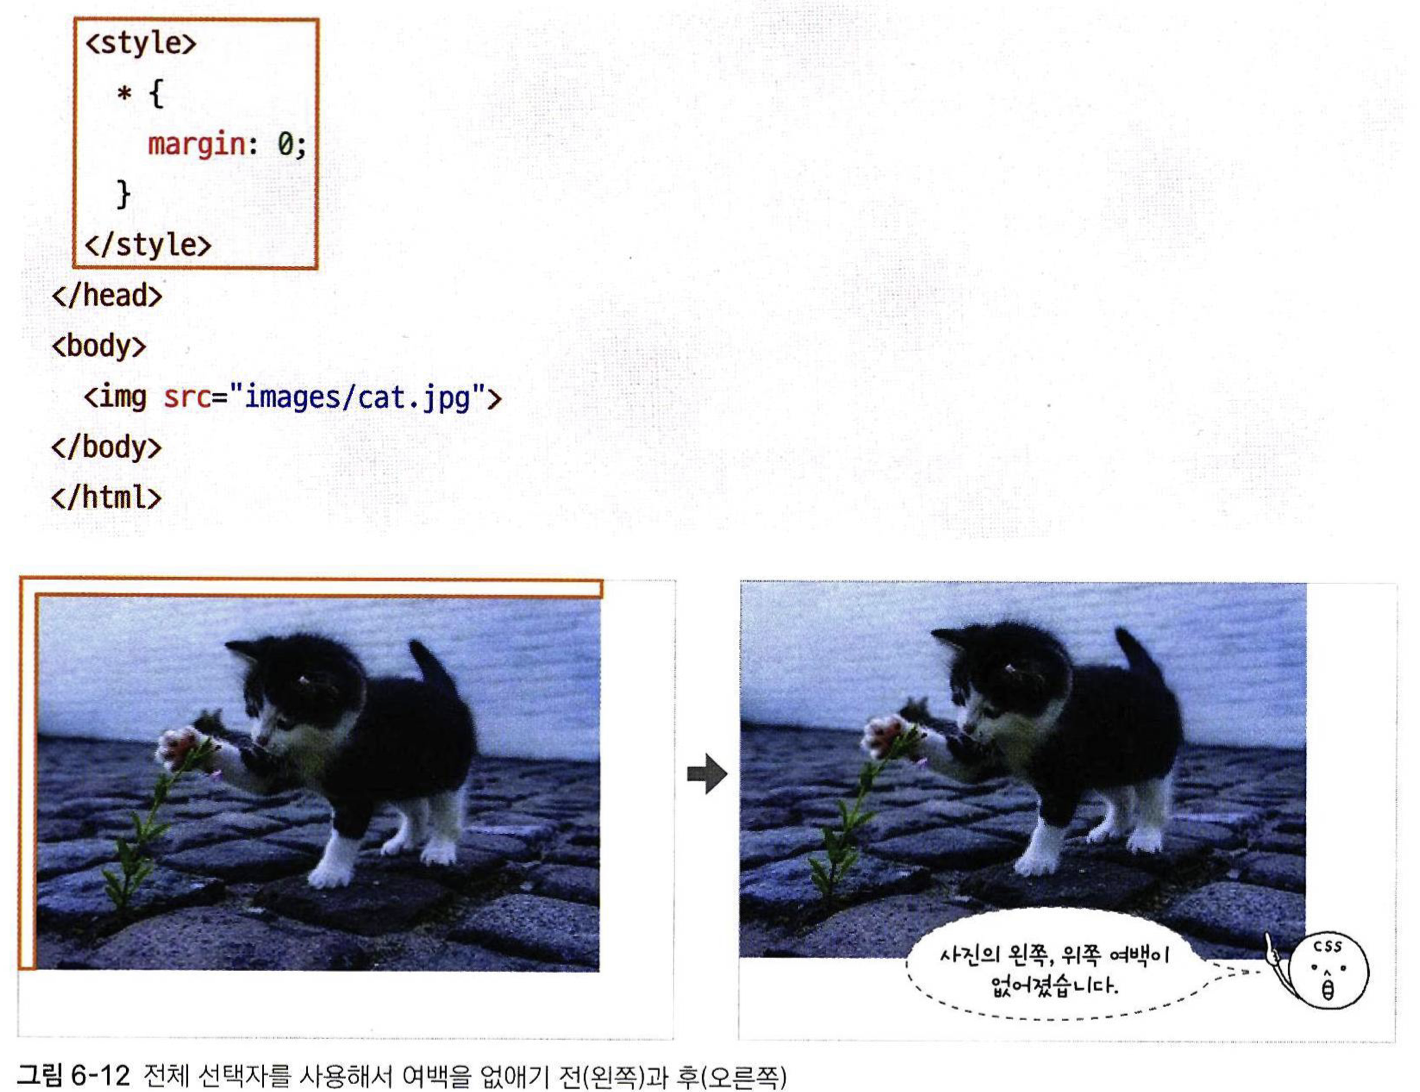 <style>
* {
margin: 0;
}
</style>
</head>
<body>
<img src="images/cat.jpg">
</body>
</html>
사진의 왼쪽, 위쪽 여백이
없어졌습니다.
CSS
그림 6-12 전체 선택자를 사용해서 여백을 없애기 전(왼쪽)과 후(오른쪽)